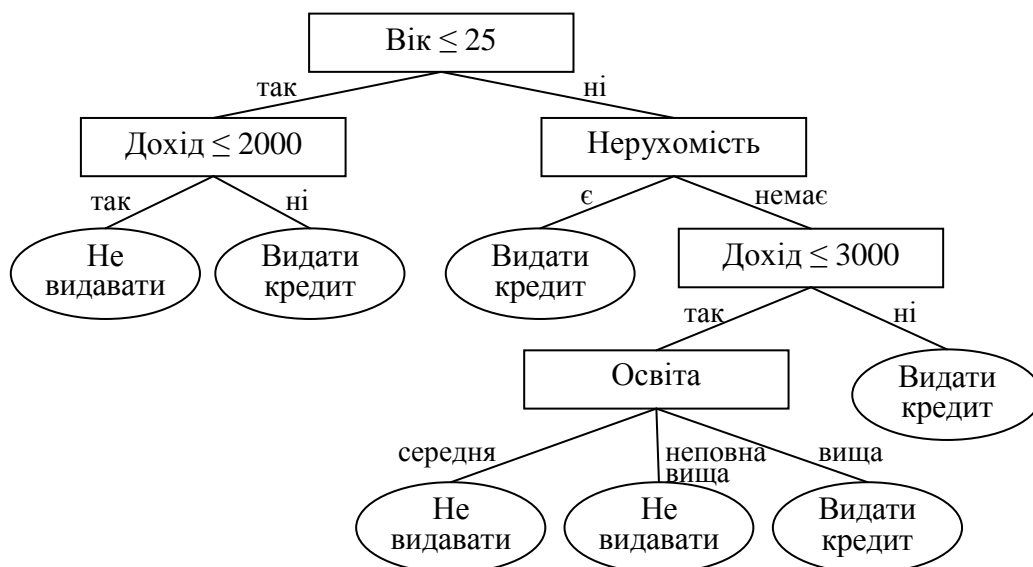 Вік ≤ 25
так
ні
Дохід ≤ 2000
Нерухомість
так
ні
є
немає
Не
видавати
Видати
кредит
Видати
кредит
Дохід ≤ 3000
так
ні
Освіта
Видати
кредит
середня
неповна
вища
вища
Не
видавати
Не
видавати
Видати
кредит